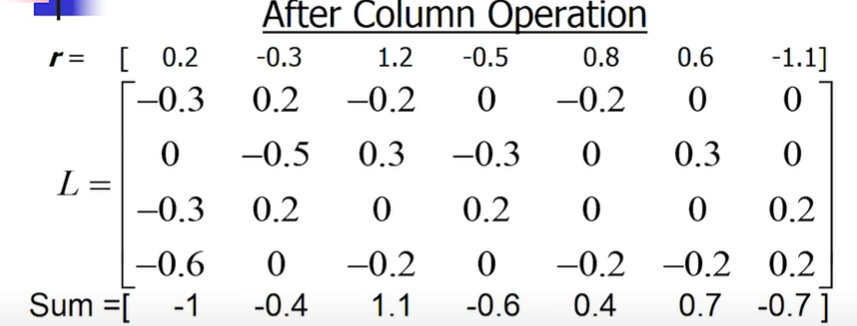 After Column Operation
r = [ 0.2 -0.3 1.2 -0.5 0.8 0.6 -1.1]
−0.3 0.2 −0.2 0 −0.2 0 0
0 −0.5 0.3 −0.3 0 0.3 0
L =
−0.3 0.2 0 0.2 0 0 0.2
−0.6 0 −0.2 0 −0.2 −0.2 0.2
Sum =[ -1 -0.4 1.1 -0.6 0.4 0.7 -0.7 ]